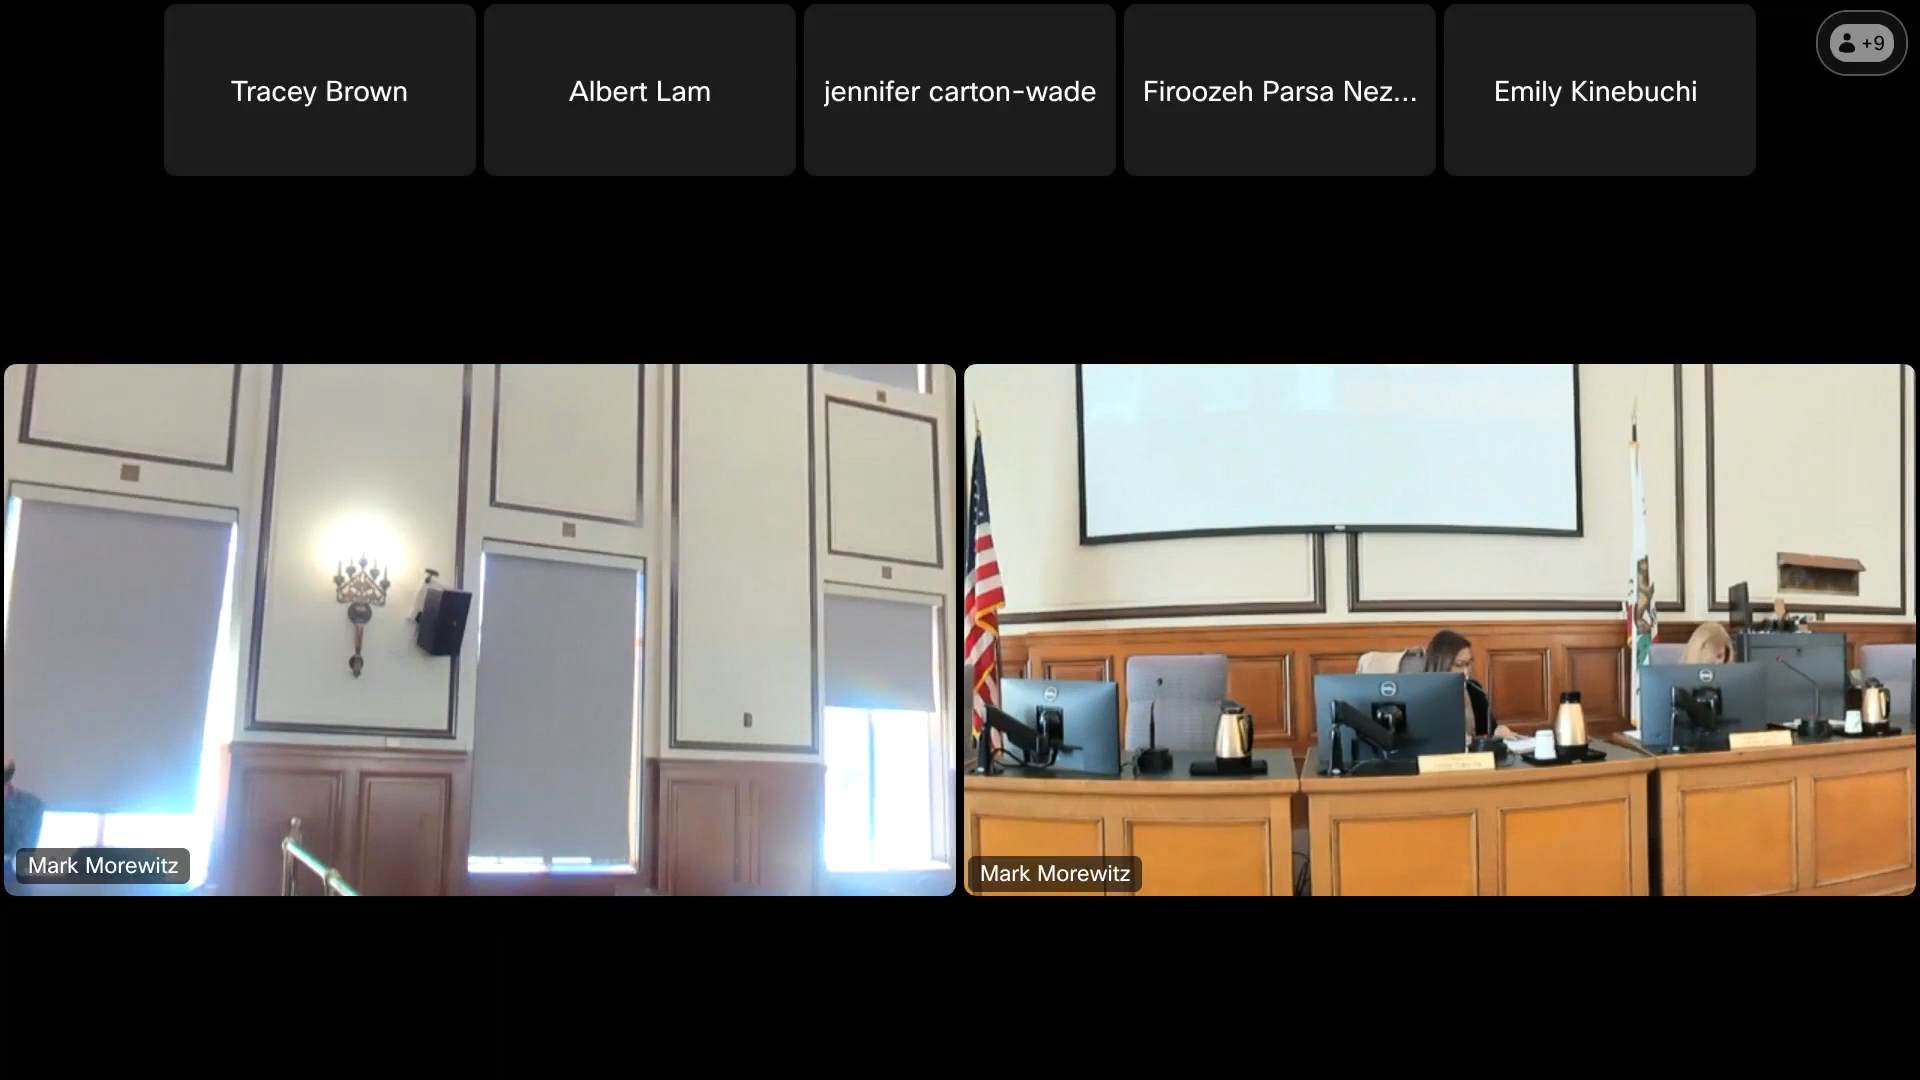 Tracey Brown
Albert Lam
jennifer carton-wade
Firoozeh Parsa Nez...
Emily Kinebuchi
+9
Mark Morewitz
Mark Morewitz